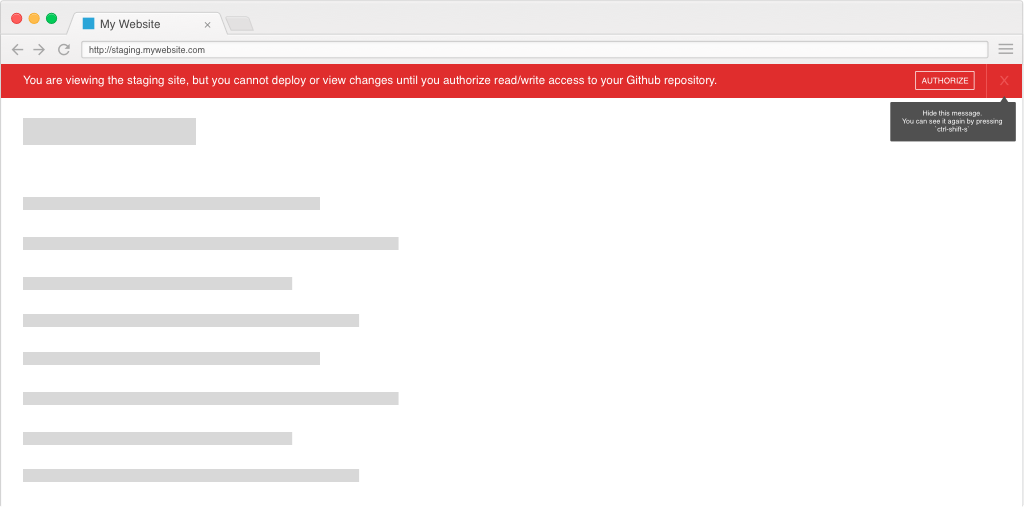 My Website
http://staging.mywebsite.com
You are viewing the staging site, but you cannot deploy or view changes until you authorize read/write access to your Github repository.
AUTHORIZE
X
Hide this message.
You can see it again by pressing
`ctrl-shift-s`